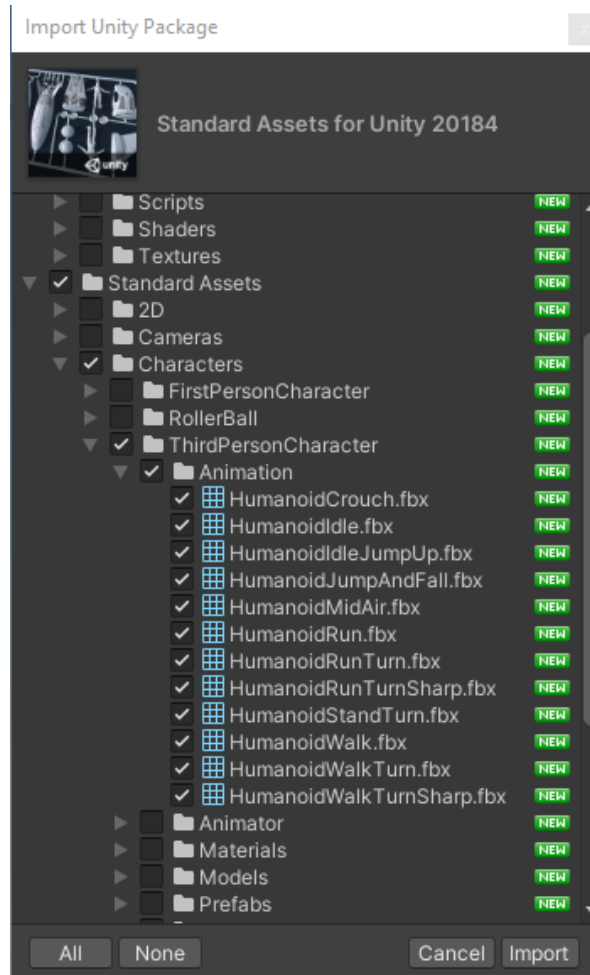 Import Unity Package
x
unity
Standard Assets for Unity 20184
Scripts NEW
Shaders NEW
Textures NEW
Standard Assets NEW
2D NEW
Cameras NEW
Characters NEW
FirstPersonCharacter NEW
RollerBall NEW
ThirdPersonCharacter NEW
Animation NEW
HumanoidCrouch.fbx NEW
HumanoidIdle.fbx NEW
HumanoidIdleJumpUp.fbx NEW
HumanoidJumpAndFall.fbx NEW
HumanoidMidAir.fbx NEW
HumanoidRun.fbx NEW
HumanoidRunTurn.fbx NEW
HumanoidRunTurnSharp.fbx NEW
HumanoidStandTurn.fbx NEW
HumanoidWalk.fbx NEW
HumanoidWalkTurn.fbx NEW
HumanoidWalkTurnSharp.fbx NEW
Animator NEW
Materials NEW
Models NEW
Prefabs NEW
All None Cancel Import